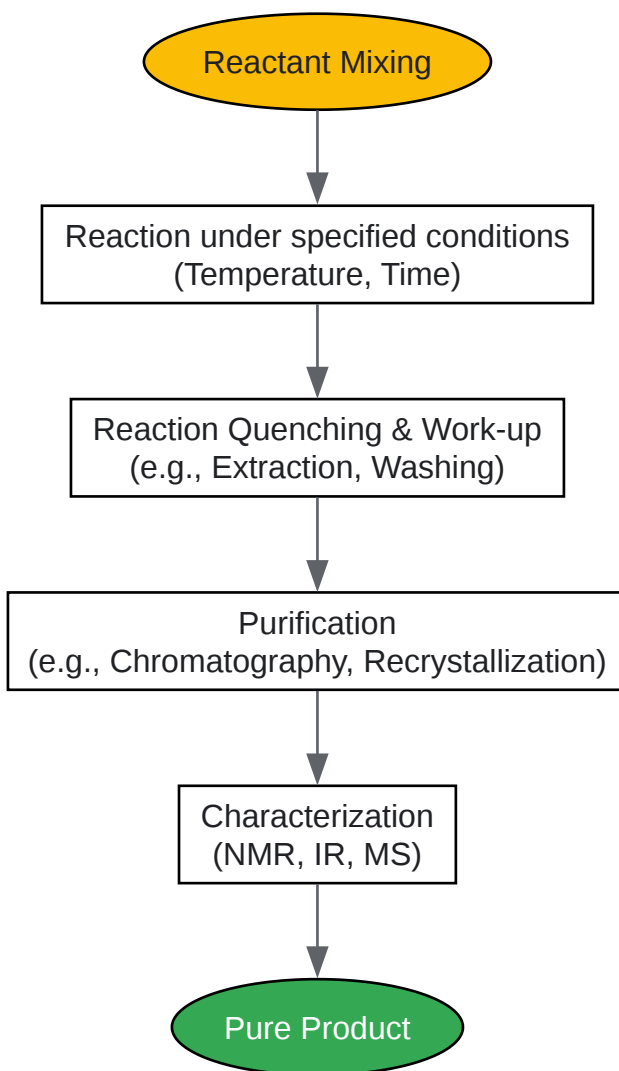 Reactant Mixing
Reaction under specified conditions
(Temperature, Time)
Reaction Quenching & Work-up
(e.g., Extraction, Washing)
Purification
(e.g., Chromatography, Recrystallization)
Characterization
(NMR, IR, MS)
Pure Product